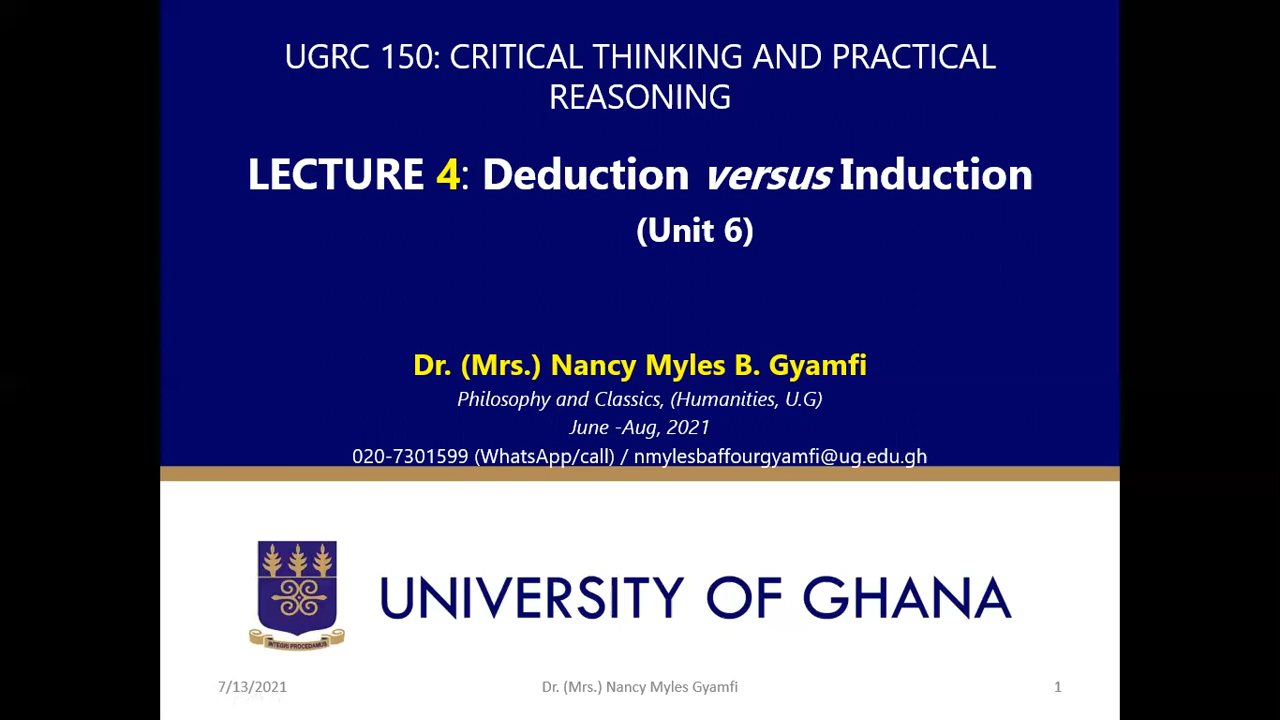 UGRC 150: CRITICAL THINKING AND PRACTICAL
REASONING
LECTURE 4: Deduction versus Induction
(Unit 6)
Dr. (Mrs.) Nancy Myles B. Gyamfi
Philosophy and Classics, (Humanities, U.G)
June -Aug, 2021
020-7301599 (WhatsApp/call) / nmylesbaffourgyamfi@ug.edu.gh
INTEGRI PROCEDAMUS
UNIVERSITY OF GHANA
7/13/2021
Dr. (Mrs.) Nancy Myles Gyamfi
1